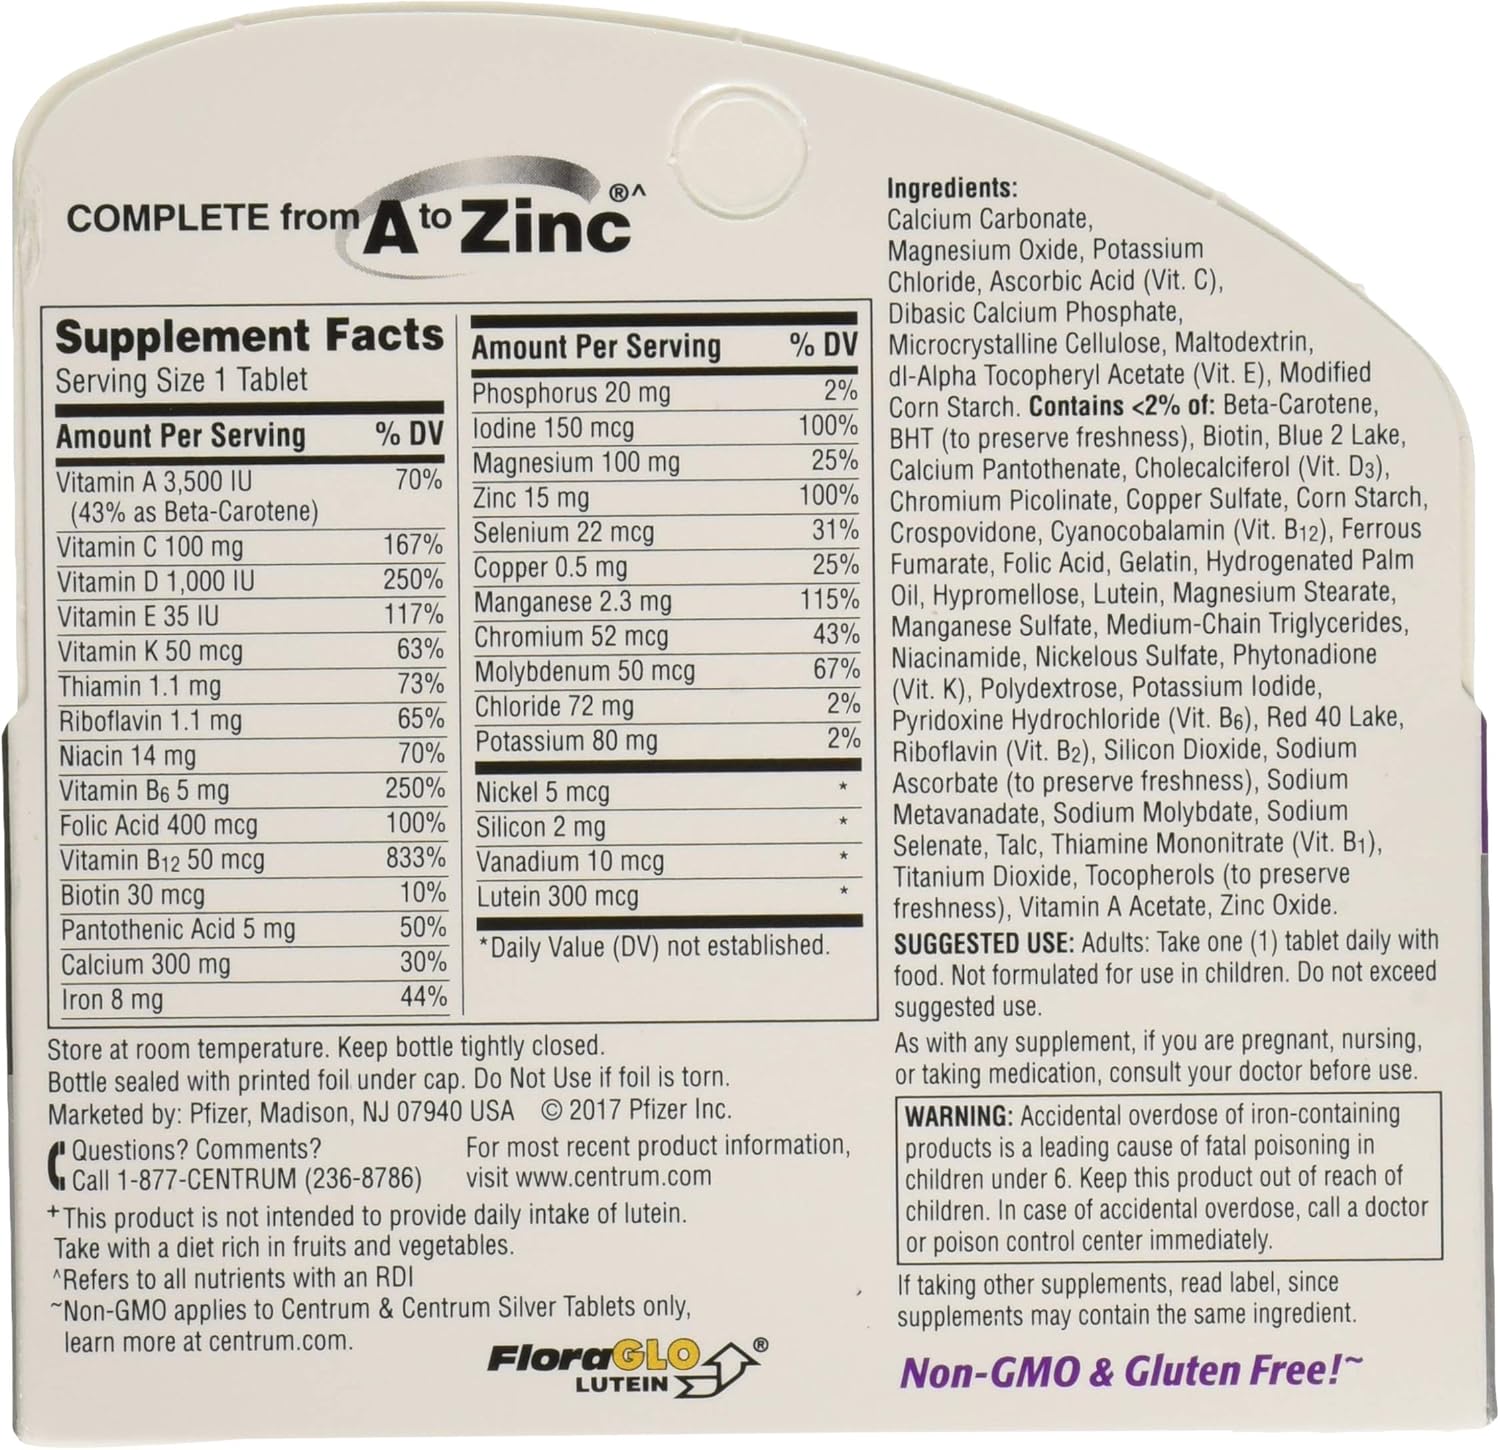 COMPLETE from A to Zinc®^
Supplement Facts
Serving Size 1 Tablet
Amount Per Serving % DV
Vitamin A 3,500 IU 70%
(43% as Beta-Carotene)
Vitamin C 100 mg 167%
Vitamin D 1,000 IU 250%
Vitamin E 35 IU 117%
Vitamin K 50 mcg 63%
Thiamin 1.1 mg 73%
Riboflavin 1.1 mg 65%
Niacin 14 mg 70%
Vitamin B6 5 mg 250%
Folic Acid 400 mcg 100%
Vitamin B12 50 mcg 833%
Biotin 30 mcg 10%
Pantothenic Acid 5 mg 50%
Calcium 300 mg 30%
Iron 8 mg 44%
Amount Per Serving % DV
Phosphorus 20 mg 2%
Iodine 150 mcg 100%
Magnesium 100 mg 25%
Zinc 15 mg 100%
Selenium 22 mcg 31%
Copper 0.5 mg 25%
Manganese 2.3 mg 115%
Chromium 52 mcg 43%
Molybdenum 50 mcg 67%
Chloride 72 mg 2%
Potassium 80 mg 2%
Nickel 5 mcg *
Silicon 2 mg *
Vanadium 10 mcg *
Lutein 300 mcg *
*Daily Value (DV) not established.
Store at room temperature. Keep bottle tightly closed.
Bottle sealed with printed foil under cap. Do Not Use if foil is torn.
Marketed by: Pfizer, Madison, NJ 07940 USA © 2017 Pfizer Inc.
Questions? Comments?
Call 1-877-CENTRUM (236-8786)
For most recent product information,
visit www.centrum.com
+This product is not intended to provide daily intake of lutein.
Take with a diet rich in fruits and vegetables.
^Refers to all nutrients with an RDI
~Non-GMO applies to Centrum & Centrum Silver Tablets only,
learn more at centrum.com.
FloraGLO®
LUTEIN
Ingredients:
Calcium Carbonate,
Magnesium Oxide, Potassium
Chloride, Ascorbic Acid (Vit. C),
Dibasic Calcium Phosphate,
Microcrystalline Cellulose, Maltodextrin,
dl-Alpha Tocopheryl Acetate (Vit. E), Modified
Corn Starch. Contains <2% of: Beta-Carotene,
BHT (to preserve freshness), Biotin, Blue 2 Lake,
Calcium Pantothenate, Cholecalciferol (Vit. D3),
Chromium Picolinate, Copper Sulfate, Corn Starch,
Crospovidone, Cyanocobalamin (Vit. B12), Ferrous
Fumarate, Folic Acid, Gelatin, Hydrogenated Palm
Oil, Hypromellose, Lutein, Magnesium Stearate,
Manganese Sulfate, Medium-Chain Triglycerides,
Niacinamide, Nickelous Sulfate, Phytonadione
(Vit. K), Polydextrose, Potassium Iodide,
Pyridoxine Hydrochloride (Vit. B6), Red 40 Lake,
Riboflavin (Vit. B2), Silicon Dioxide, Sodium
Ascorbate (to preserve freshness), Sodium
Metavanadate, Sodium Molybdate, Sodium
Selenate, Talc, Thiamine Mononitrate (Vit. B1),
Titanium Dioxide, Tocopherols (to preserve
freshness), Vitamin A Acetate, Zinc Oxide.
SUGGESTED USE: Adults: Take one (1) tablet daily with
food. Not formulated for use in children. Do not exceed
suggested use.
As with any supplement, if you are pregnant, nursing,
or taking medication, consult your doctor before use.
WARNING: Accidental overdose of iron-containing
products is a leading cause of fatal poisoning in
children under 6. Keep this product out of reach of
children. In case of accidental overdose, call a doctor
or poison control center immediately.
If taking other supplements, read label, since
supplements may contain the same ingredient.
Non-GMO & Gluten Free!~